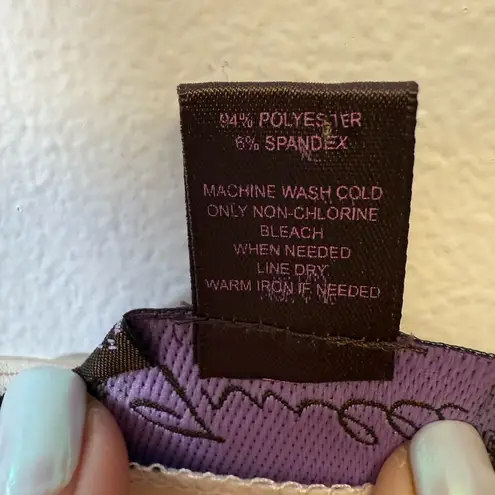 94% POLYESTER
6% SPANDEX
MACHINE WASH COLD
ONLY NON-CHLORINE
BLEACH
WHEN NEEDED
LINE DRY
WARM IRON IF NEEDED